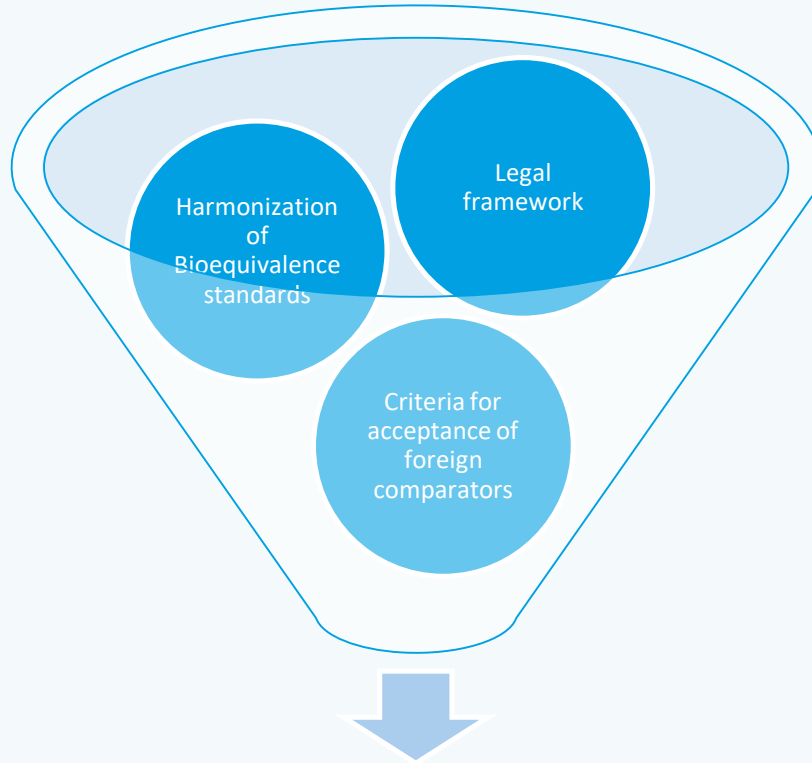 Legal
framework
Harmonization
of
Bioequivalence
standards
Criteria for
acceptance of
foreign
comparators